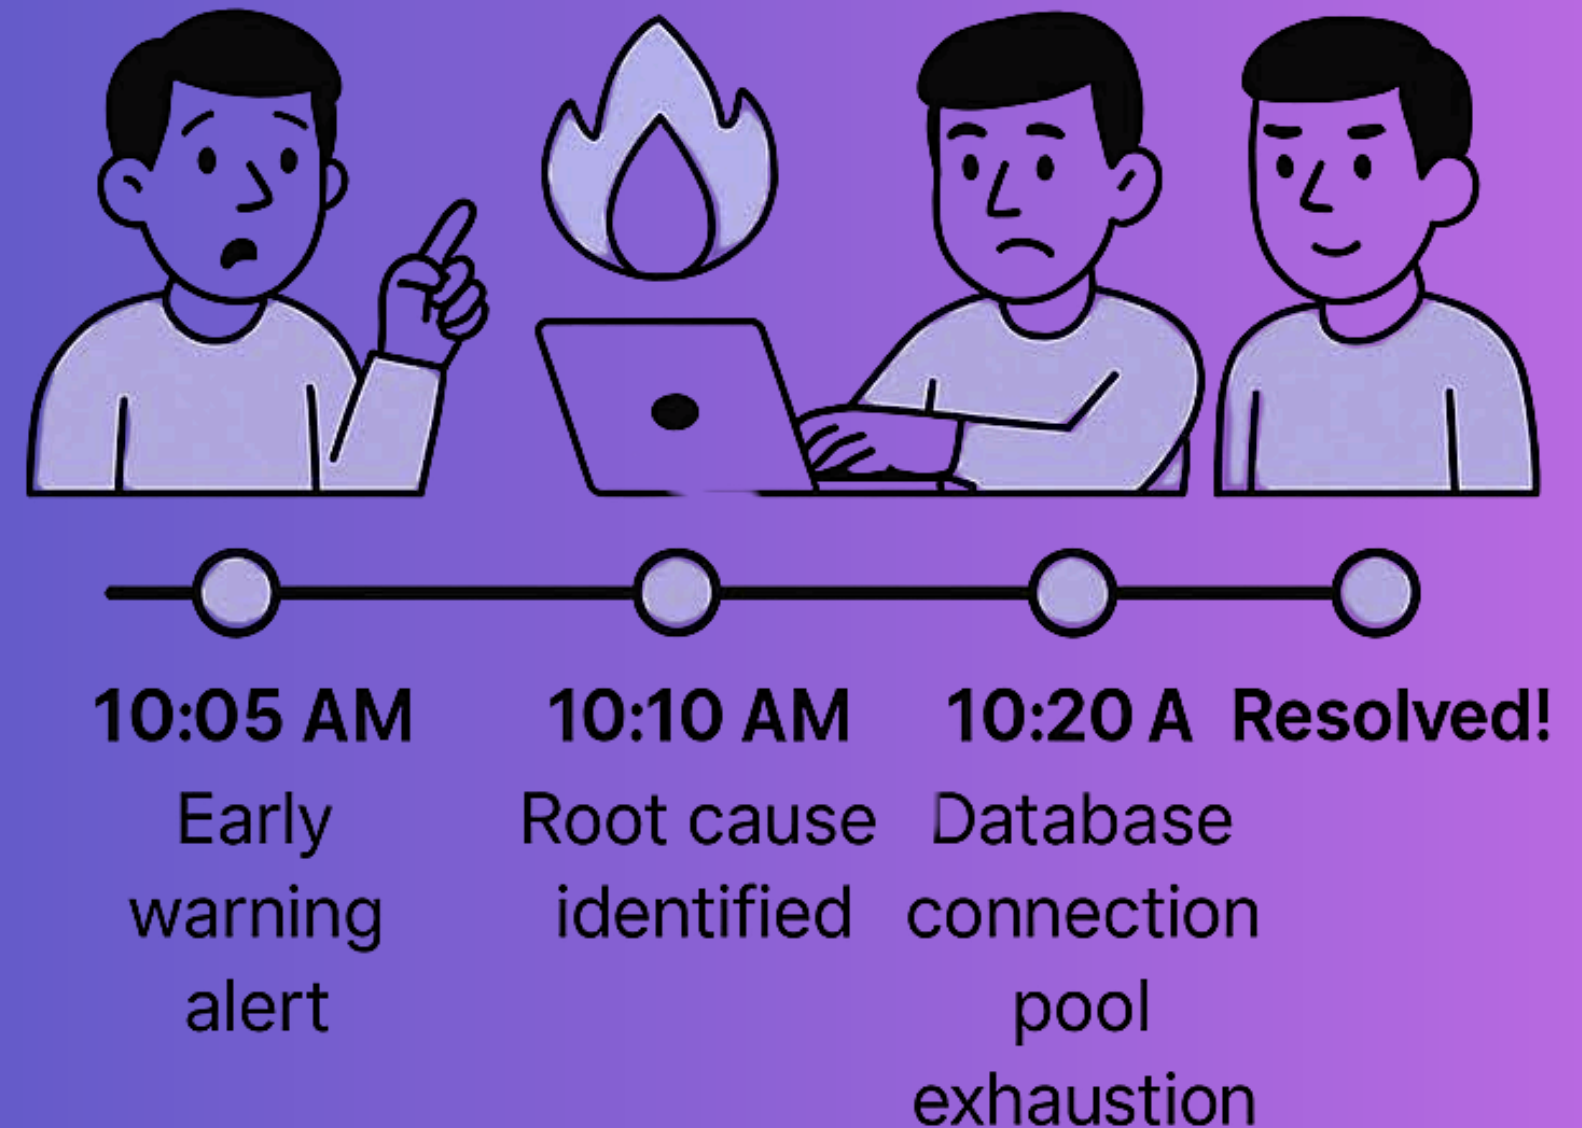 10:05 AM
Early
warning
alert
10:10 AM
Root cause
identified
10:20 A
Database
connection
pool
exhaustion
Resolved!